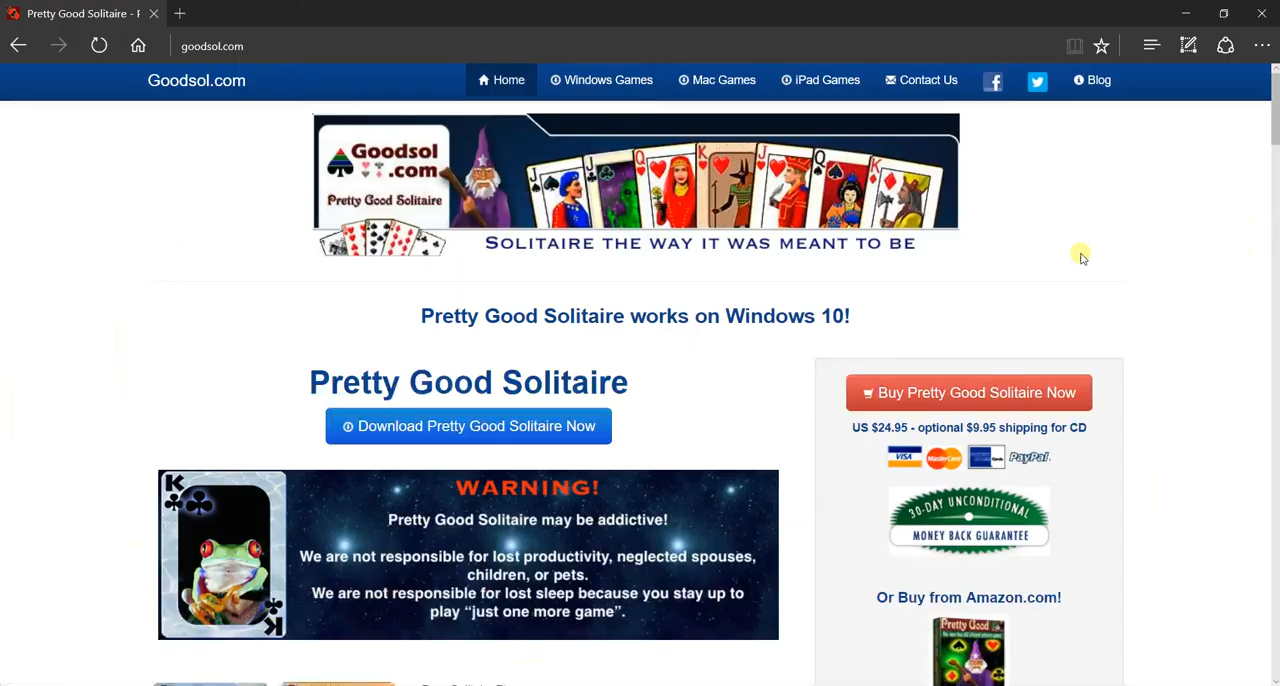 Pretty Good Solitaire - F
goodsol.com
Goodsol.com
Home
Windows Games
Mac Games
iPad Games
Contact Us
Blog
Goodsol
.com
Pretty Good Solitaire
J
J
Q
K
J
Q
K
SOLITAIRE THE WAY IT WAS MEANT TO BE
Pretty Good Solitaire works on Windows 10!
Pretty Good Solitaire
Download Pretty Good Solitaire Now
K
WARNING!
Pretty Good Solitaire may be addictive!
We are not responsible for lost productivity, neglected spouses,
children, or pets.
We are not responsible for lost sleep because you stay up to
play “just one more game”.
K
Buy Pretty Good Solitaire Now
US $24.95 - optional $9.95 shipping for CD
VISA
MasterCard
PayPal
30-DAY UNCONDITIONAL
MONEY BACK GUARANTEE
Or Buy from Amazon.com!
Pretty Good